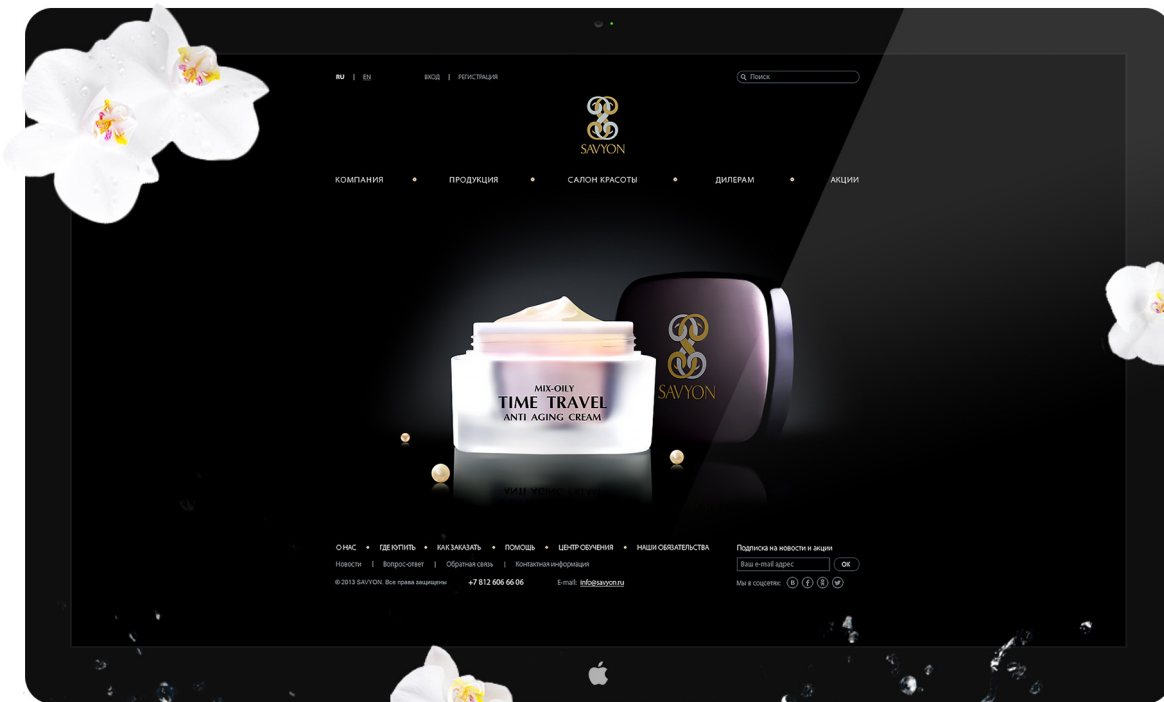 RU | EN ВХОД | РЕГИСТРАЦИЯ Поиск
SAVYON
КОМПАНИЯ ПРОДУКЦИЯ САЛОН КРАСОТЫ ДИЛЕРАМ АКЦИИ
SAVYON
MIX-OILY
TIME TRAVEL
ANTI AGING CREAM
О НАС ГДЕ КУПИТЬ КАК ЗАКАЗАТЬ ПОМОЩЬ ЦЕНТР ОБУЧЕНИЯ НАШИ ОБЯЗАТЕЛЬСТВА
Новости | Вопрос-ответ | Обратная связь | Контактная информация
© 2013 SAVYON. Все права защищены +7 812 606 66 06 E-mail: info@savyon.ru
Подписка на новости и акции
Ваш e-mail адрес ОК
Мы в соцсетях: